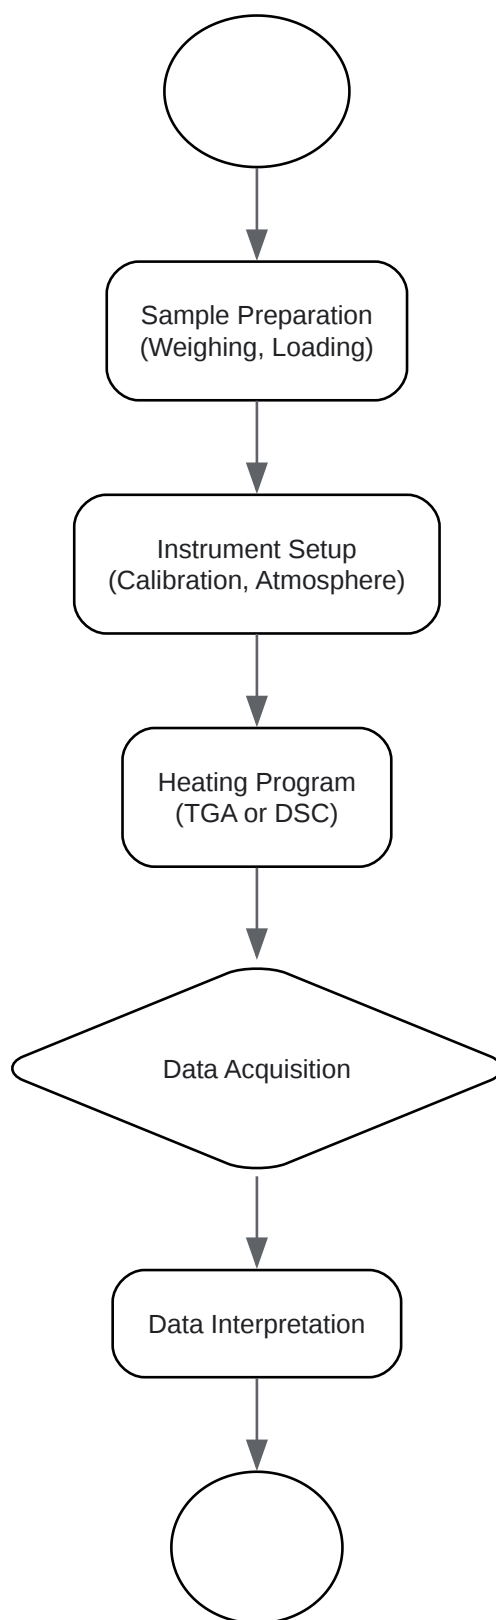 Sample Preparation
(Weighing, Loading)
Instrument Setup
(Calibration, Atmosphere)
Heating Program
(TGA or DSC)
Data Acquisition
Data Interpretation